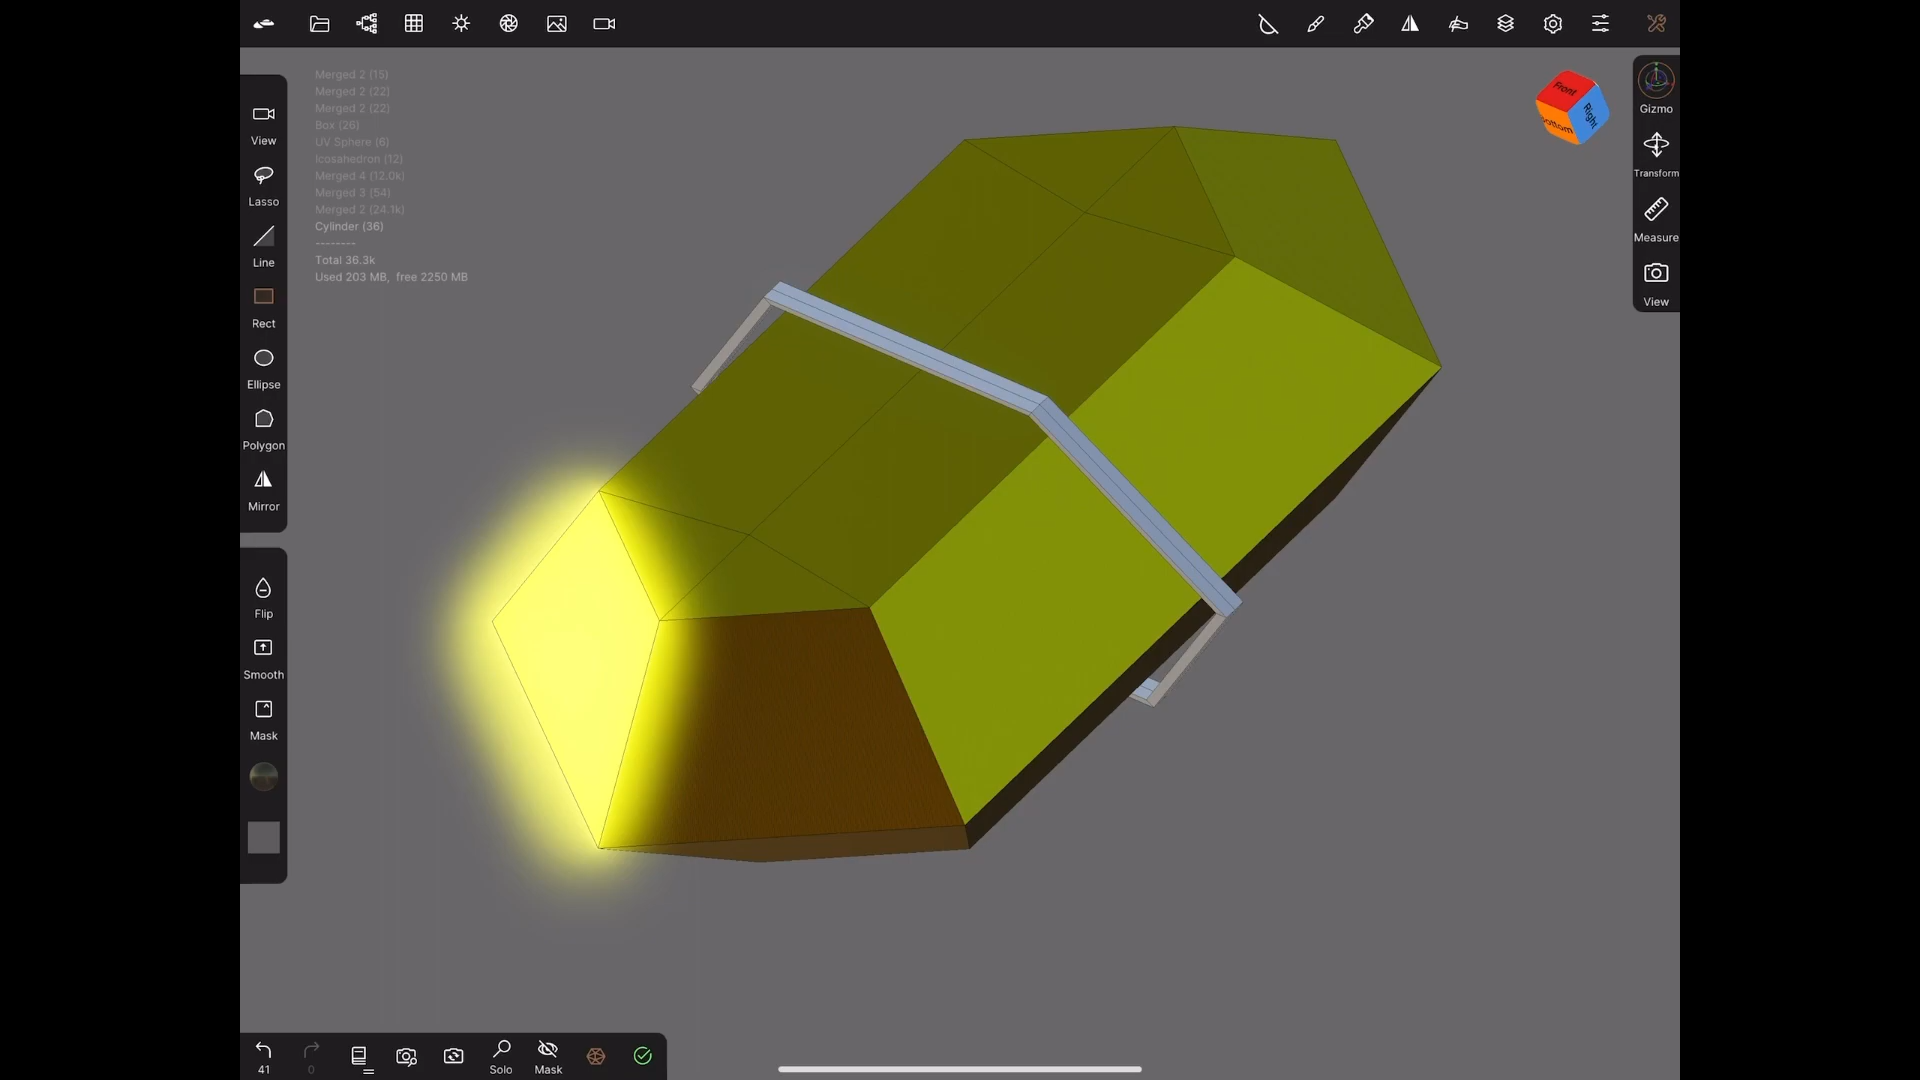 Merged 2 (15)
Merged 2 (22)
Merged 2 (22)
Box (26)
UV Sphere (6)
Icosahedron (12)
Merged 4 (12.0k)
Merged 3 (54)
Merged 2 (24.1k)
Cylinder (36)
--------
Total 36.3k
Used 203 MB, free 2250 MB
View
Lasso
Line
Rect
Ellipse
Polygon
Mirror
Flip
Smooth
Mask
Front
Right
Bottom
Gizmo
Transform
Measure
View
41
0
Solo
Mask